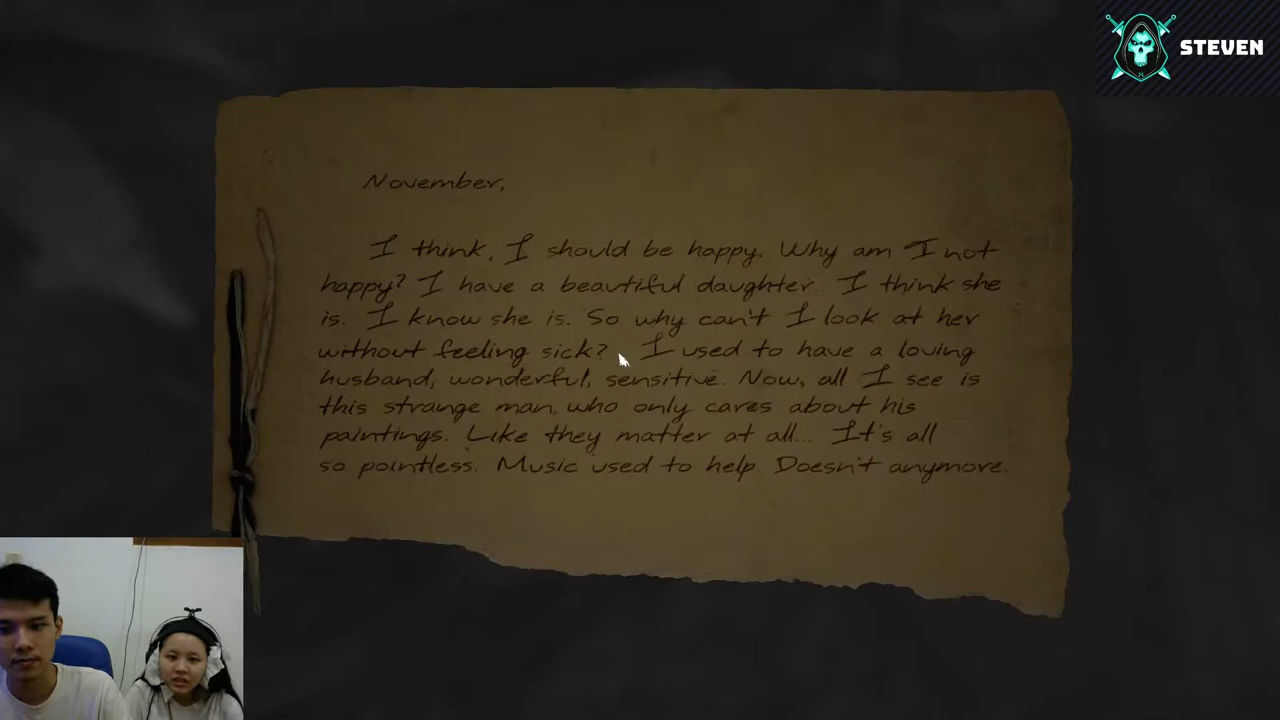 STEVEN
November,
I think, I should be happy. Why am I not
happy? I have a beautiful daughter. I think she
is. I know she is. So why can't I look at her
without feeling sick? I used to have a loving
husband, wonderful, sensitive. Now, all I see is
this strange man, who only cares about his
paintings. Like they matter at all... It's all
so pointless. Music used to help Doesn't anymore.